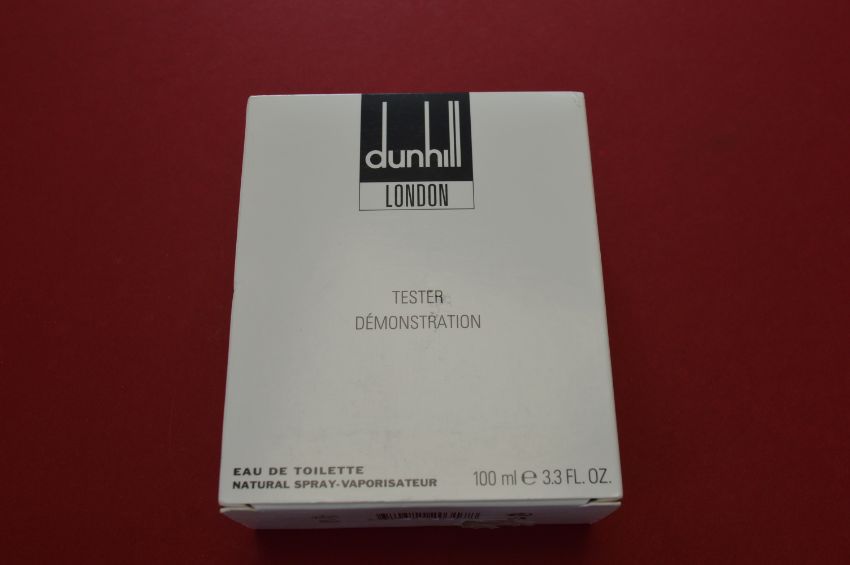 dunhill
LONDON
TESTER
DÉMONSTRATION
EAU DE TOILETTE
NATURAL SPRAY-VAPORISATEUR
100 ml ℮ 3.3 FL. OZ.